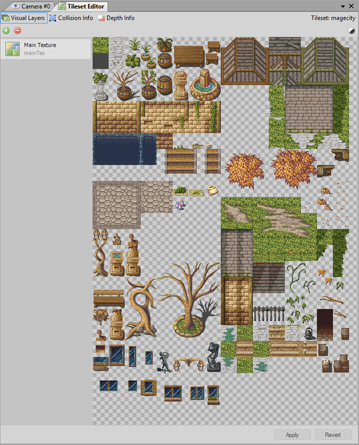 Camera #0
Tileset Editor
Visual Layers
Collision Info
Depth Info
Tileset: magecity
Main Texture
mainTex
Apply
Revert